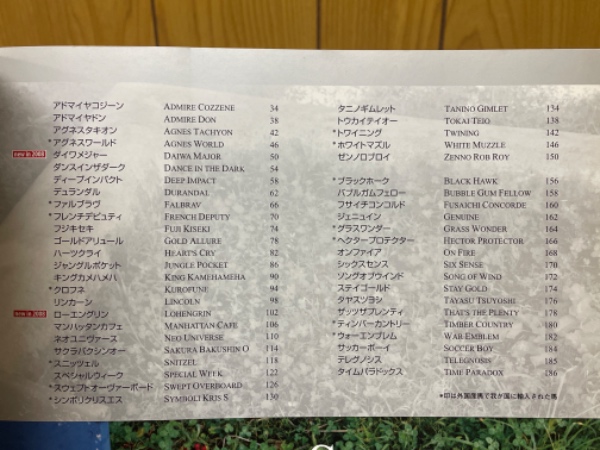 アドマイヤコジーン ADMIRE COZZENE 34
アドマイヤドン ADMIRE DON 38
アグネスタキオン AGNES TACHYON 42
*アグネスワールド AGNES WORLD 46
new in 2008 ダイワメジャー DAIWA MAJOR 50
ダンスインザダーク DANCE IN THE DARK 54
ディープインパクト DEEP IMPACT 58
デュランダル DURANDAL 62
*ファルブラヴ FALBRAV 66
*フレンチデピュティ FRENCH DEPUTY 70
フジキセキ FUJI KISEKI 74
ゴールドアリュール GOLD ALLURE 78
ハーツクライ HEART'S CRY 82
ジャングルポケット JUNGLE POCKET 86
キングカメハメハ KING KAMEHAMEHA 90
*クロフネ KUROFUNE 94
リンカーン LINCOLN 98
new in 2008 ローエングリン LOHENGRIN 102
マンハッタンカフェ MANHATTAN CAFE 106
ネオユニヴァース NEO UNIVERSE 110
サクラバクシンオー SAKURA BAKUSHIN O 114
*スニッツェル SNITZEL 118
スペシャルウィーク SPECIAL WEEK 122
*スウェプトオーヴァーボード SWEPT OVERBOARD 126
*シンボリクリスエス SYMBOLI KRIS S 130
タニノギムレット TANINO GIMLET 134
トウカイテイオー TOKAI TEIO 138
*トワイニング TWINING 142
*ホワイトマズル WHITE MUZZLE 146
ゼンノロブロイ ZENNO ROB ROY 150
*ブラックホーク BLACK HAWK 156
バブルガムフェロー BUBBLE GUM FELLOW 158
フサイチコンコルド FUSAICHI CONCORDE 160
ジェニュイン GENUINE 162
*グラスワンダー GRASS WONDER 164
*ヘクタープロテクター HECTOR PROTECTOR 166
オンファイア ON FIRE 168
シックスセンス SIX SENSE 170
ソングオブウインド SONG OF WIND 172
ステイゴールド STAY GOLD 174
タヤスツヨシ TAYASU TSUYOSHI 176
ザッツザプレンティ THAT'S THE PLENTY 178
*ティンバーカントリー TIMBER COUNTRY 180
*ウォーエンブレム WAR EMBLEM 182
サッカーボーイ SOCCER BOY 184
テレグノシス TELEGNOSIS 185
タイムパラドックス TIME PARADOX 186
*印は外国産馬で我が国に輸入された馬